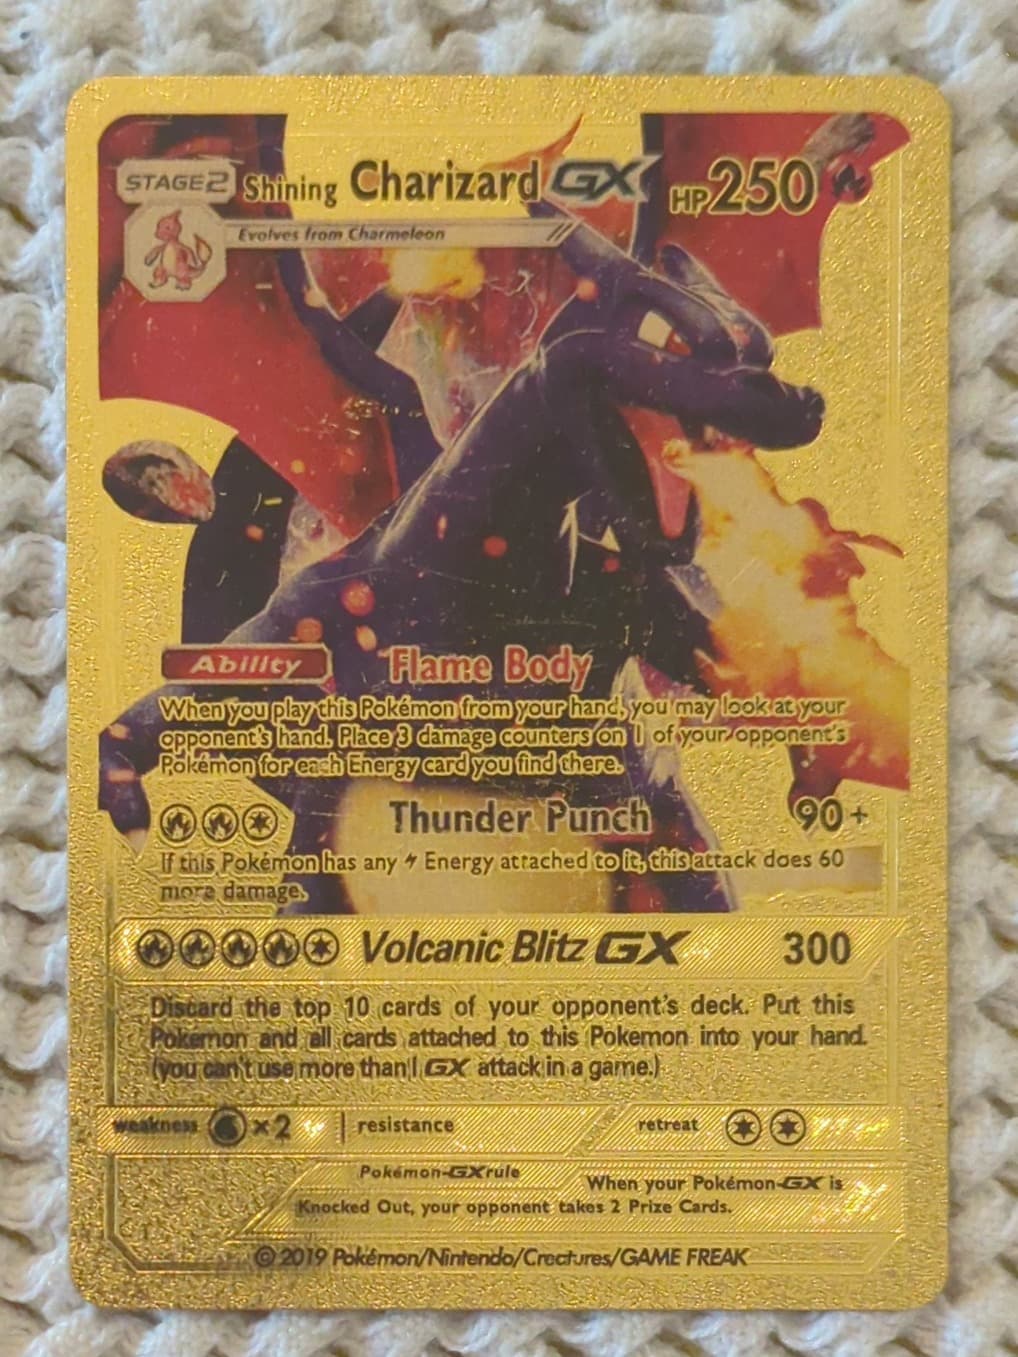 STAGE2 Shining Charizard GX HP250
Evolves from Charmeleon
Ability Flame Body
When you play this Pokémon from your hand, you may look at your
opponent's hand. Place 3 damage counters on 1 of your opponent's
Pokémon for each Energy card you find there.
Thunder Punch 90+
If this Pokémon has any Energy attached to it, this attack does 60
more damage.
Volcanic Blitz GX 300
Discard the top 10 cards of your opponent's deck. Put this
Pokemon and all cards attached to this Pokemon into your hand.
(you can't use more than 1 GX attack in a game.)
weakness ×2 resistance retreat
Pokémon-GX rule When your Pokémon-GX is
Knocked Out, your opponent takes 2 Prize Cards.
© 2019 Pokémon/Nintendo/Creatures/GAME FREAK